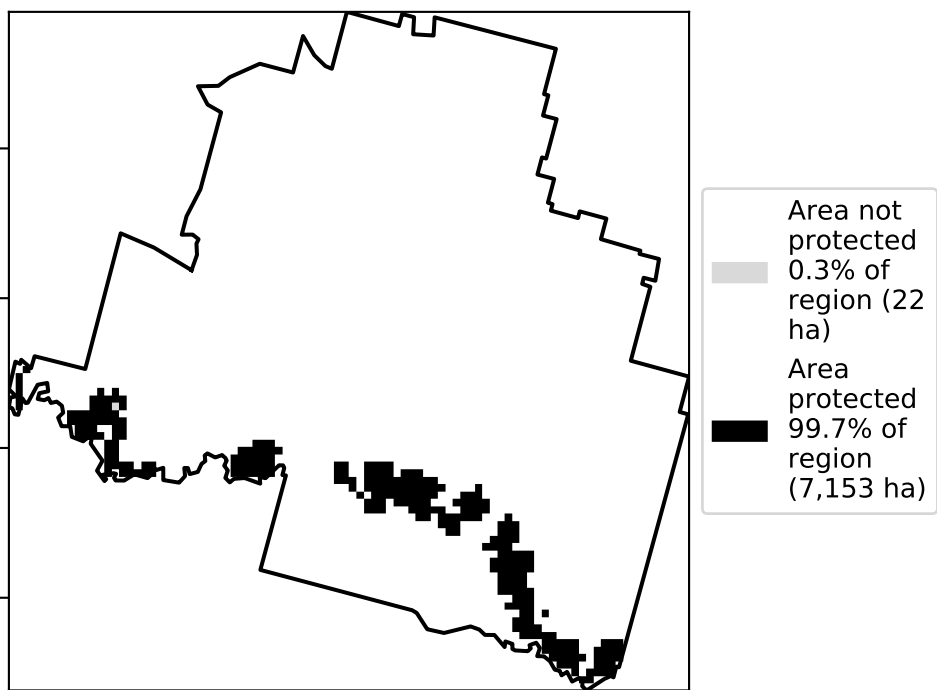 Area not
protected
0.3% of
region (22
ha)
Area
protected
99.7% of
region
(7,153 ha)